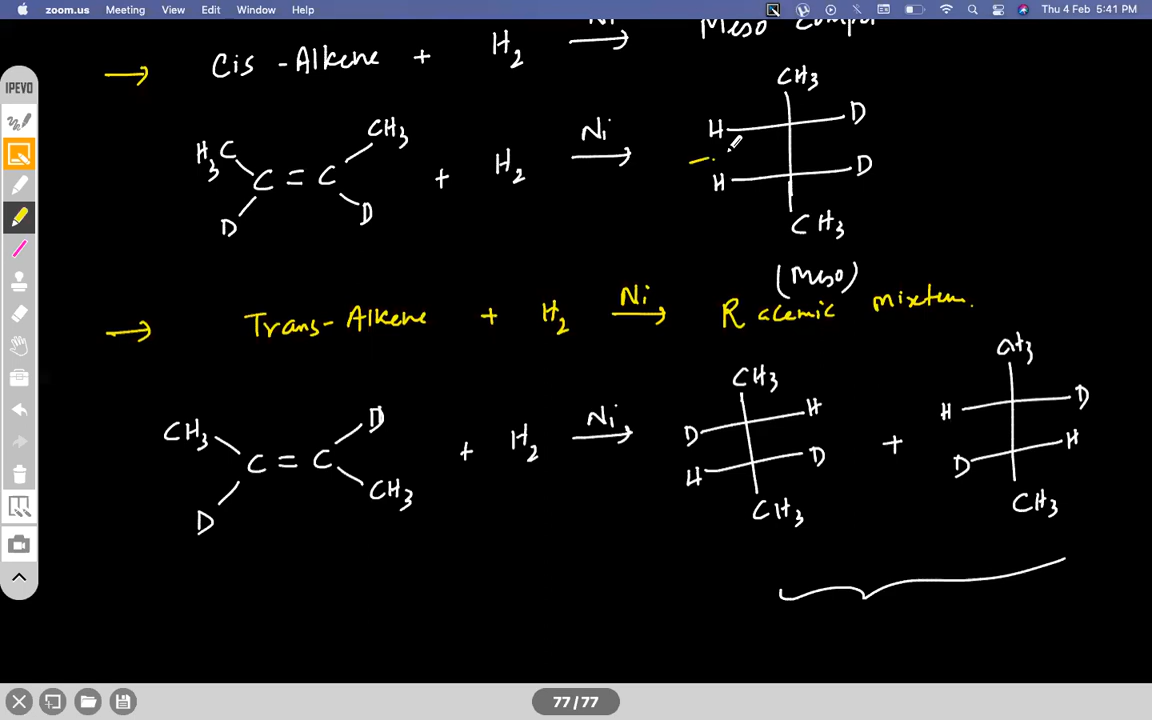 zoom.us Meeting View Edit Window Help Thu 4 Feb 5:41 PM
IPEVO
Ni
→ Cis - Alkene + H2 → Meso
H3C CH3 C = C D D + H2 Ni → CH3 H D H D CH3
(Meso)
→ Trans - Alkene + H2 Ni → Racemic
CH3 D C = C D CH3 + H2 Ni → CH3 D H H D CH3 + CH3 H D D H CH3
77/77